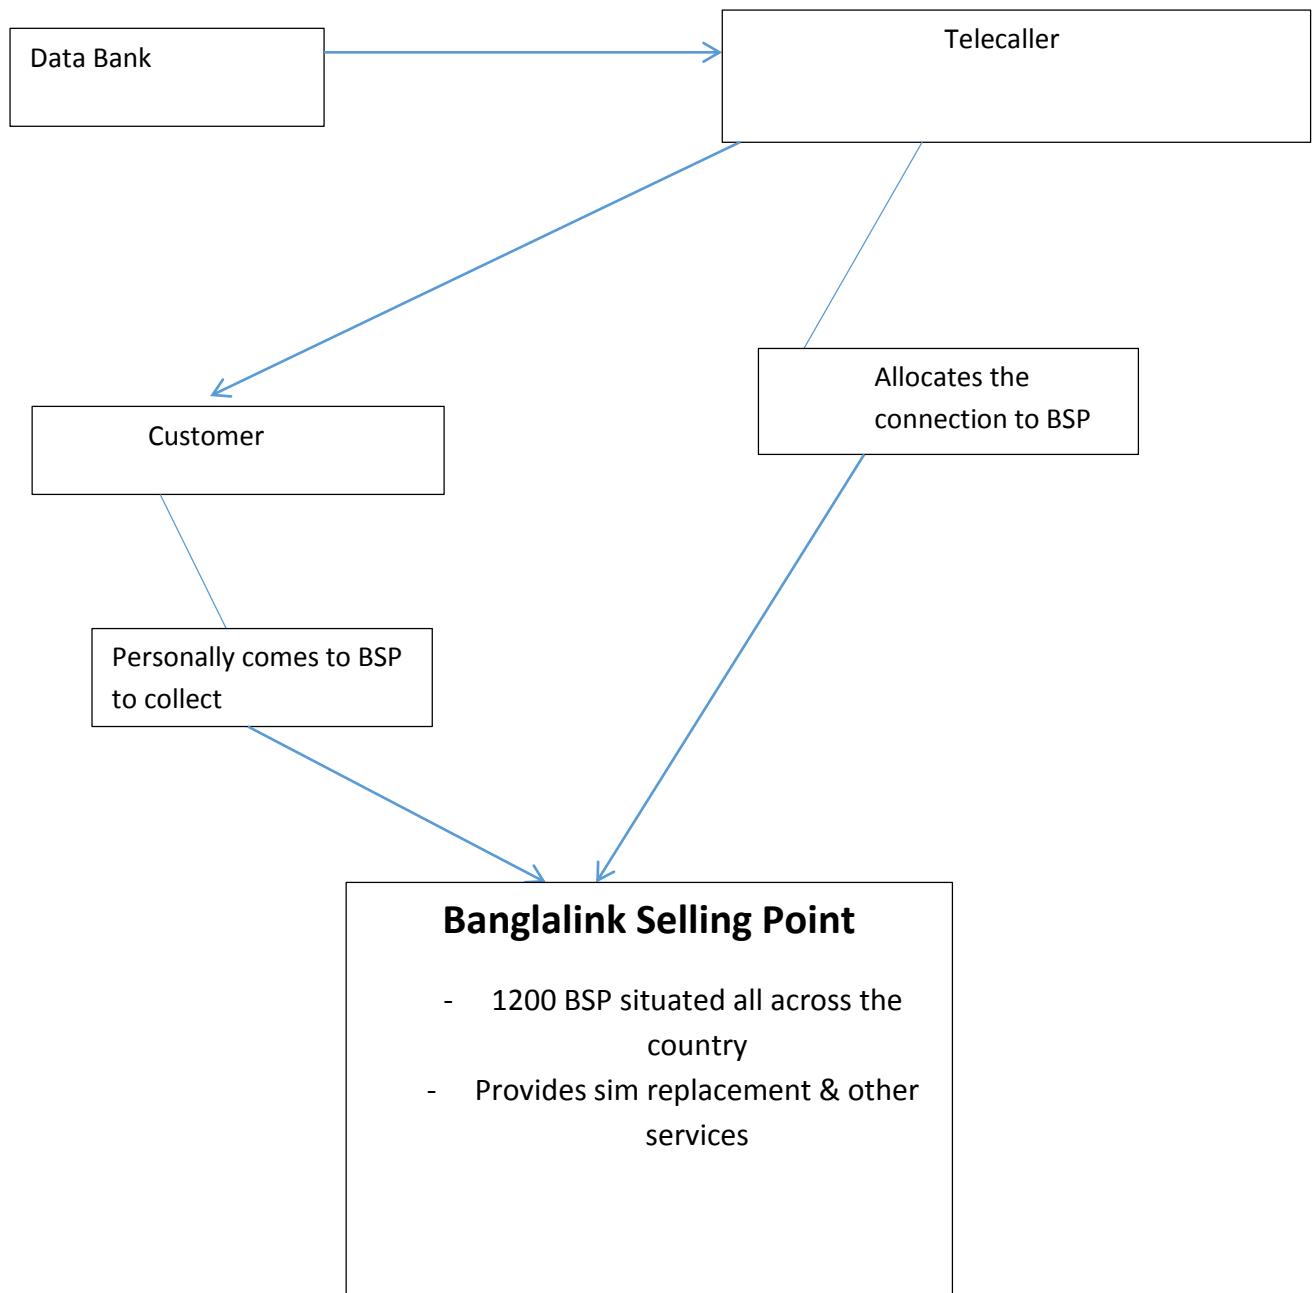 Data Bank
Telecaller
Allocates the
connection to BSP
Customer
Personally comes to BSP
to collect
Banglalink Selling Point
- 1200 BSP situated all across the
country
- Provides sim replacement & other
services